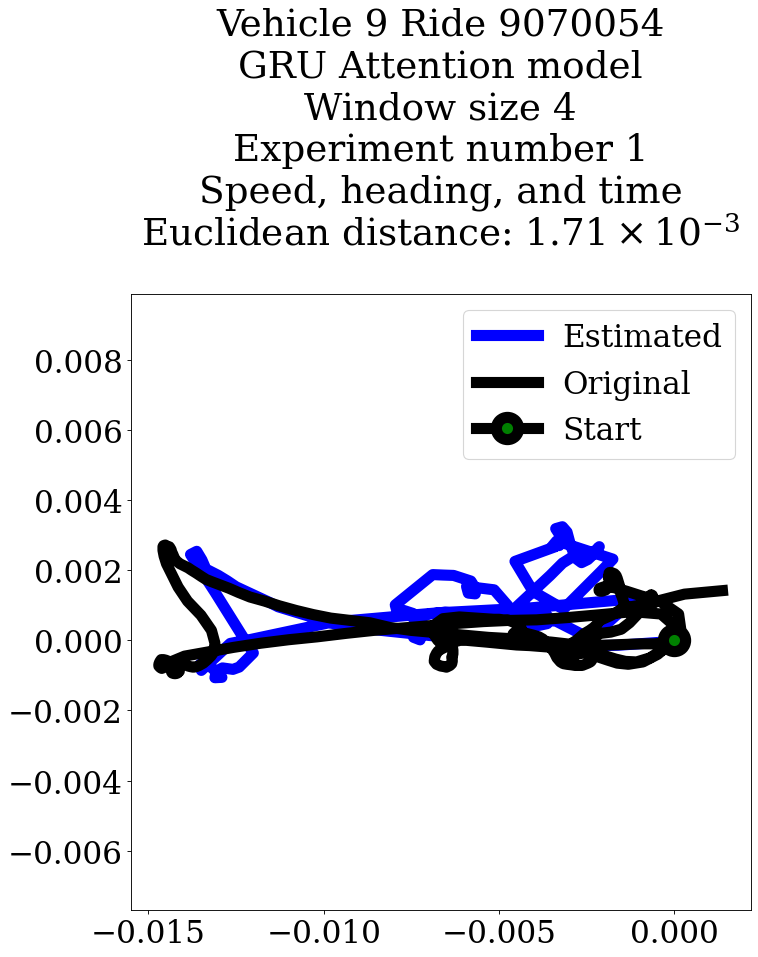 Vehicle 9 Ride 9070054
GRU Attention model
Window size 4
Experiment number 1
Speed, heading, and time
Euclidean distance: 1.71 × 10⁻³
Estimated
Original
Start
0.008
0.006
0.004
0.002
0.000
−0.002
−0.004
−0.006
−0.015 −0.010 −0.005 0.000